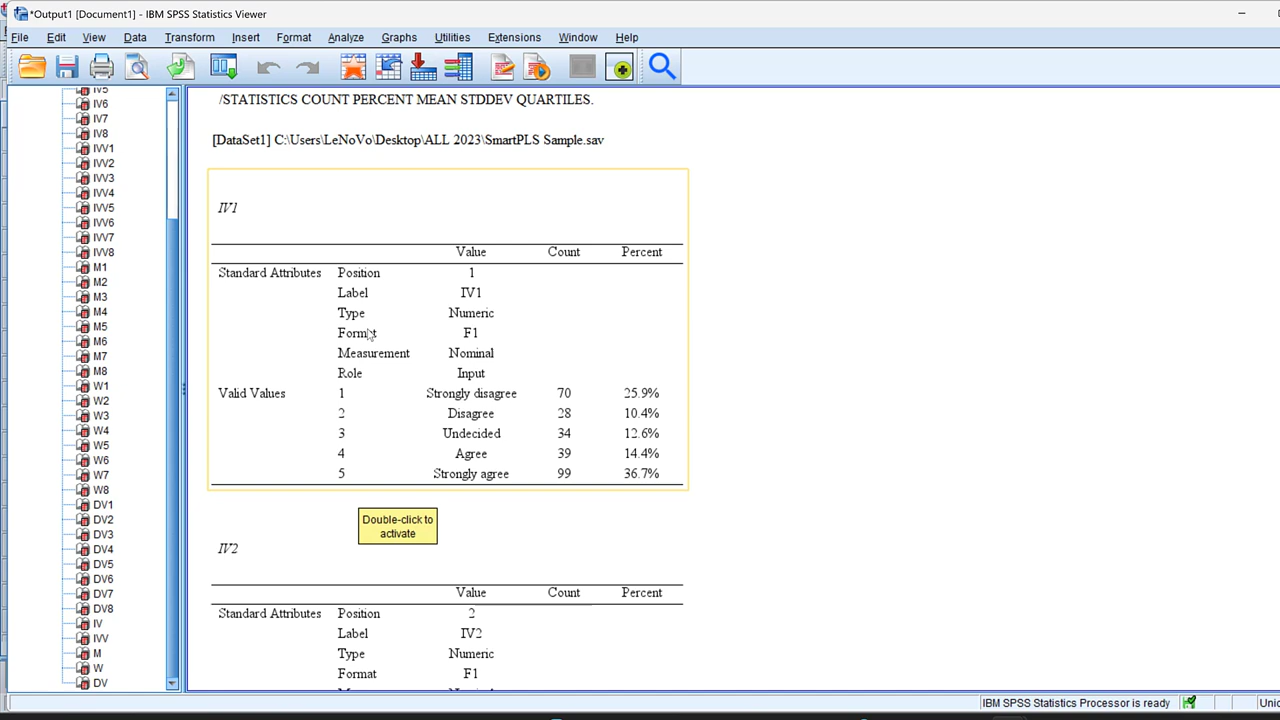 *Output1 [Document1] - IBM SPSS Statistics Viewer
File Edit View Data Transform Insert Format Analyze Graphs Utilities Extensions Window Help
IV5
IV6
IV7
IV8
IVV1
IVV2
IVV3
IVV4
IVV5
IVV6
IVV7
IVV8
M1
M2
M3
M4
M5
M6
M7
M8
W1
W2
W3
W4
W5
W6
W7
W8
DV1
DV2
DV3
DV4
DV5
DV6
DV7
DV8
IV
IVV
M
W
DV
/STATISTICS COUNT PERCENT MEAN STDDEV QUARTILES.
[DataSet1] C:\Users\LeNoVo\Desktop\ALL 2023\SmartPLS Sample.sav
IV1
Value Count Percent
Standard Attributes Position 1
Label IV1
Type Numeric
Format F1
Measurement Nominal
Role Input
Valid Values 1 Strongly disagree 70 25.9%
2 Disagree 28 10.4%
3 Undecided 34 12.6%
4 Agree 39 14.4%
5 Strongly agree 99 36.7%
Double-click to
activate
IV2
Value Count Percent
Standard Attributes Position 2
Label IV2
Type Numeric
Format F1
IBM SPSS Statistics Processor is ready